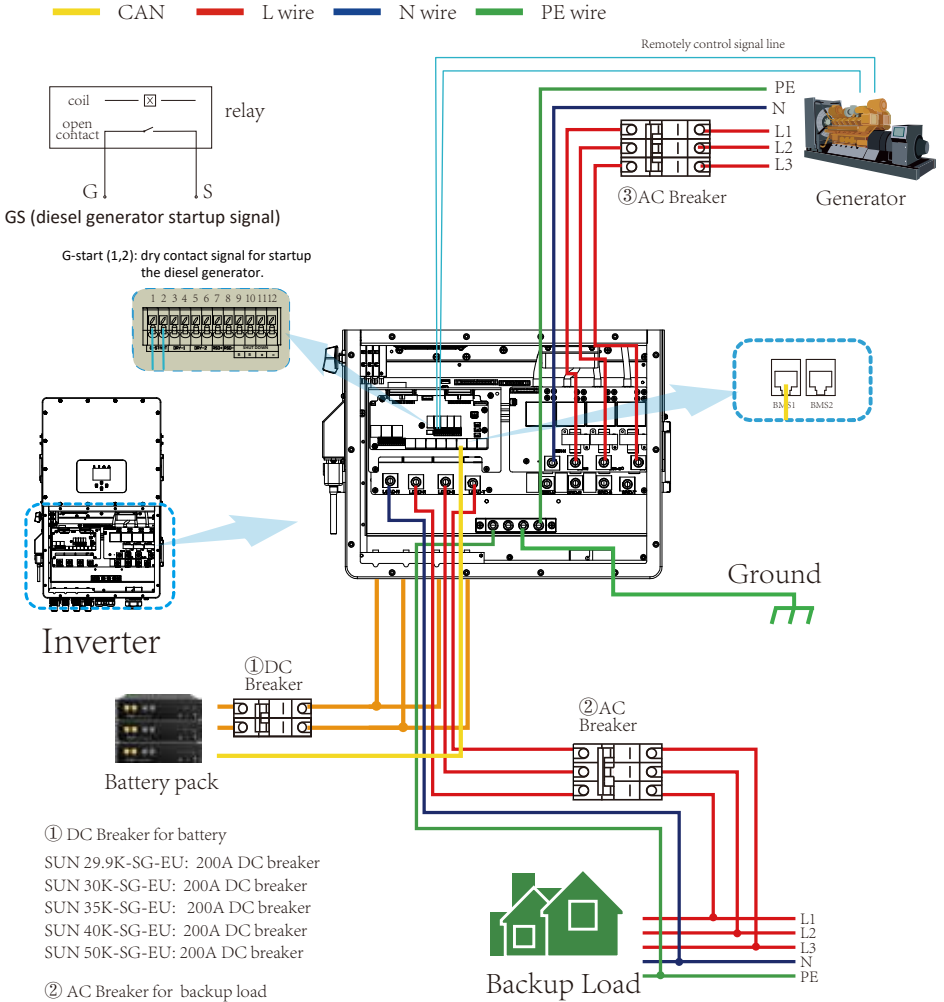 CAN L wire N wire PE wire
Remotely control signal line
coil
open
contact
relay
G S
GS (diesel generator startup signal)
PE
N
L1
L2
L3
③AC Breaker
Generator
G-start (1,2): dry contact signal for startup
the diesel generator.
1 2 3 4 5 6 7 8 9 10 11 12
BMS1 BMS2
Inverter
Ground
①DC
Breaker
②AC
Breaker
Battery pack
① DC Breaker for battery
SUN 29.9K-SG-EU: 200A DC breaker
SUN 30K-SG-EU: 200A DC breaker
SUN 35K-SG-EU: 200A DC breaker
SUN 40K-SG-EU: 200A DC breaker
SUN 50K-SG-EU: 200A DC breaker
② AC Breaker for backup load
Backup Load
L1
L2
L3
N
PE